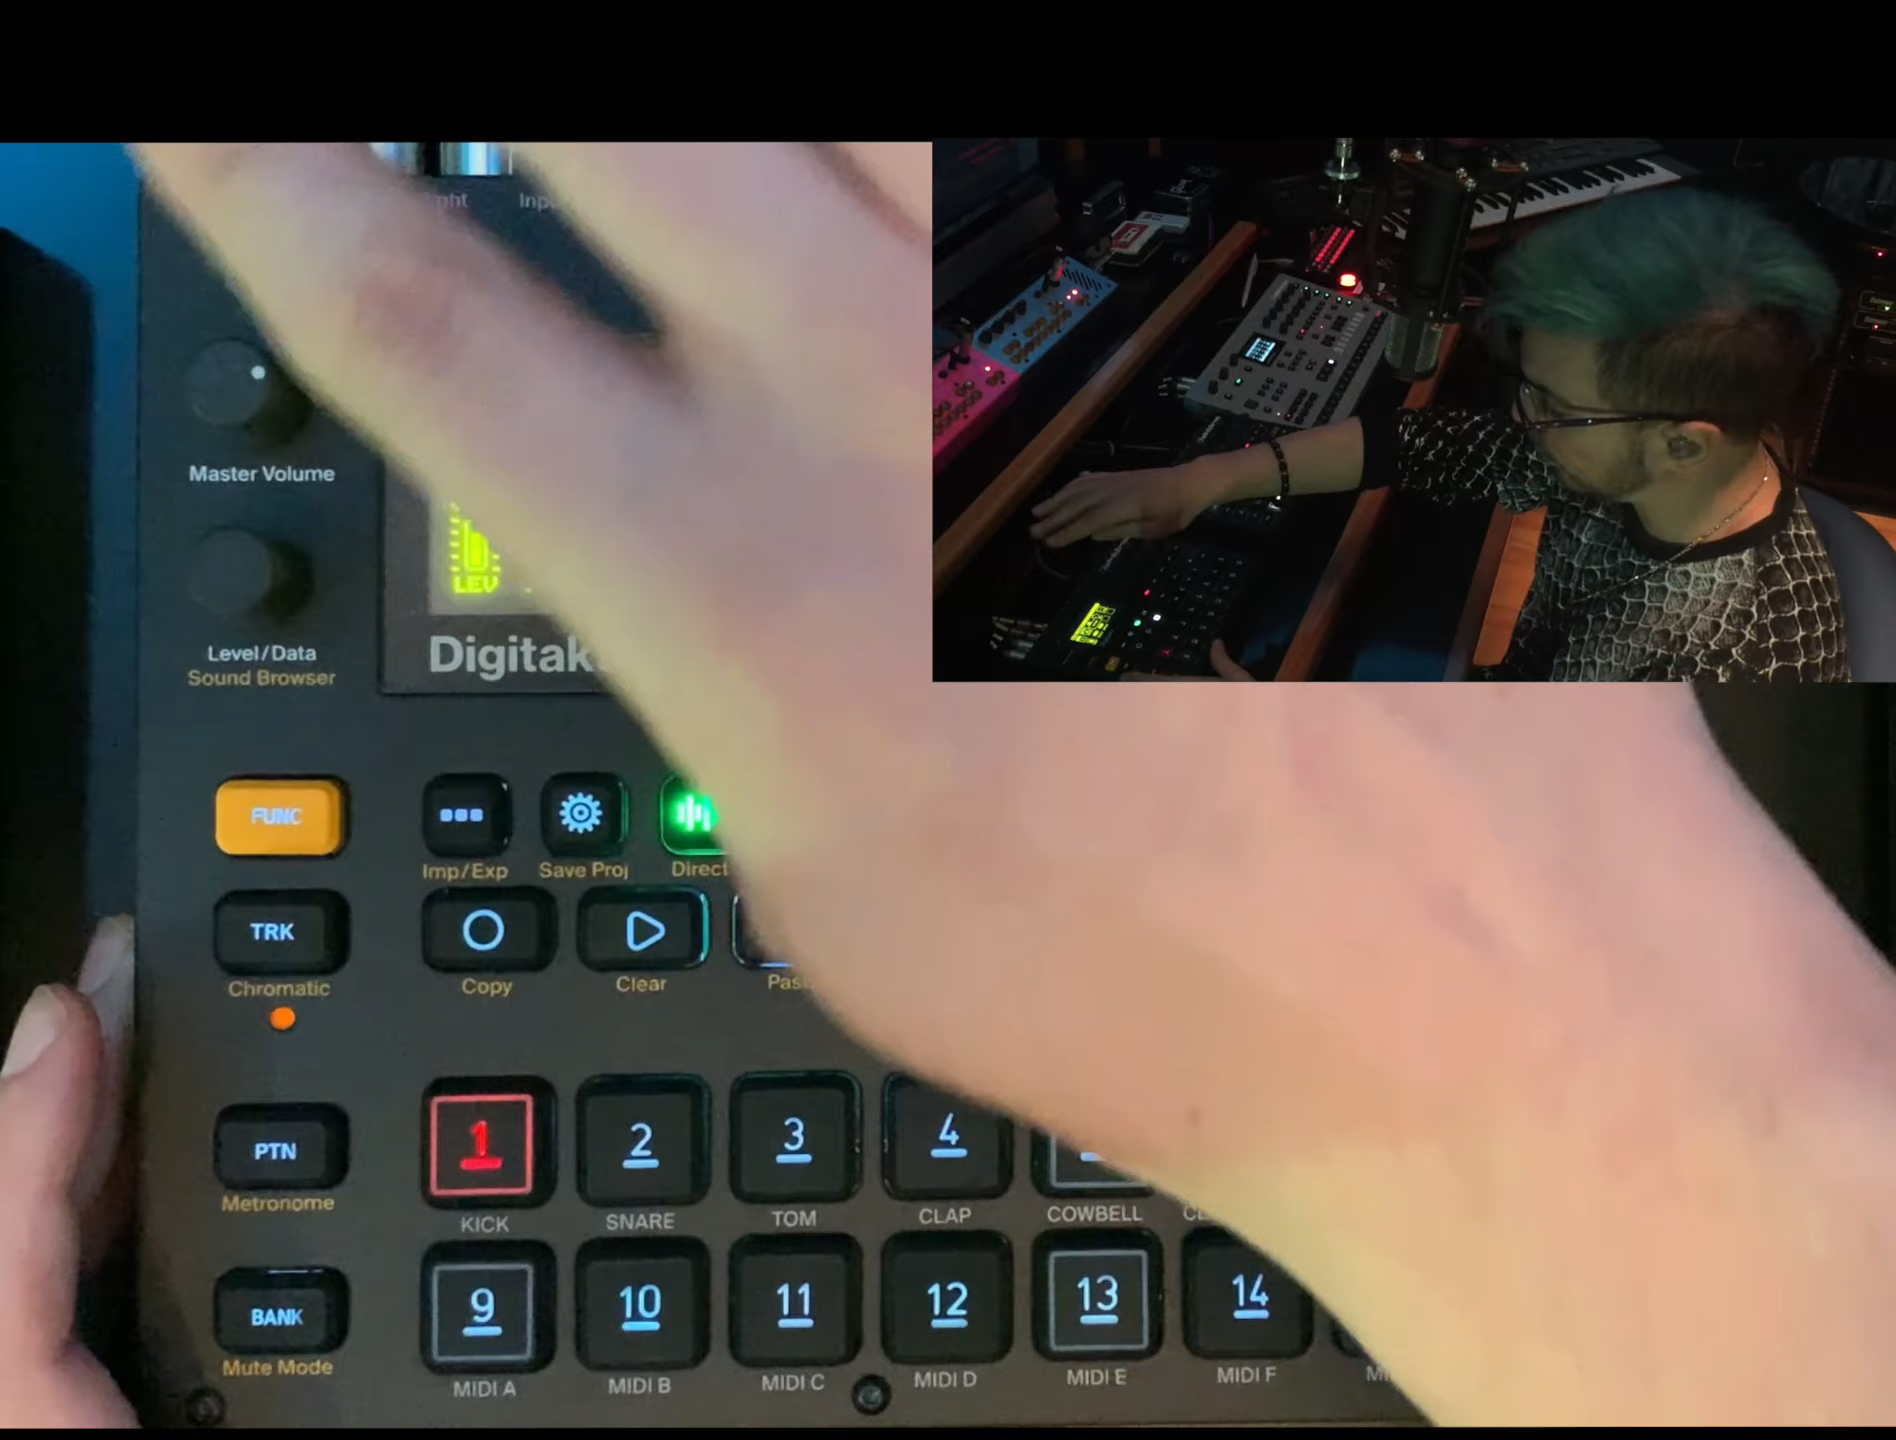 Master Volume
LEV
Level/Data
Sound Browser
FUNC
Imp/Exp
Save Proj
Direct
TRK
Copy
Clear
Chromatic
1
2
3
4
PTN
Metronome
KICK
SNARE
TOM
CLAP
COWBELL
9
10
11
12
13
14
BANK
Mute Mode
MIDI A
MIDI B
MIDI C
MIDI D
MIDI E
MIDI F